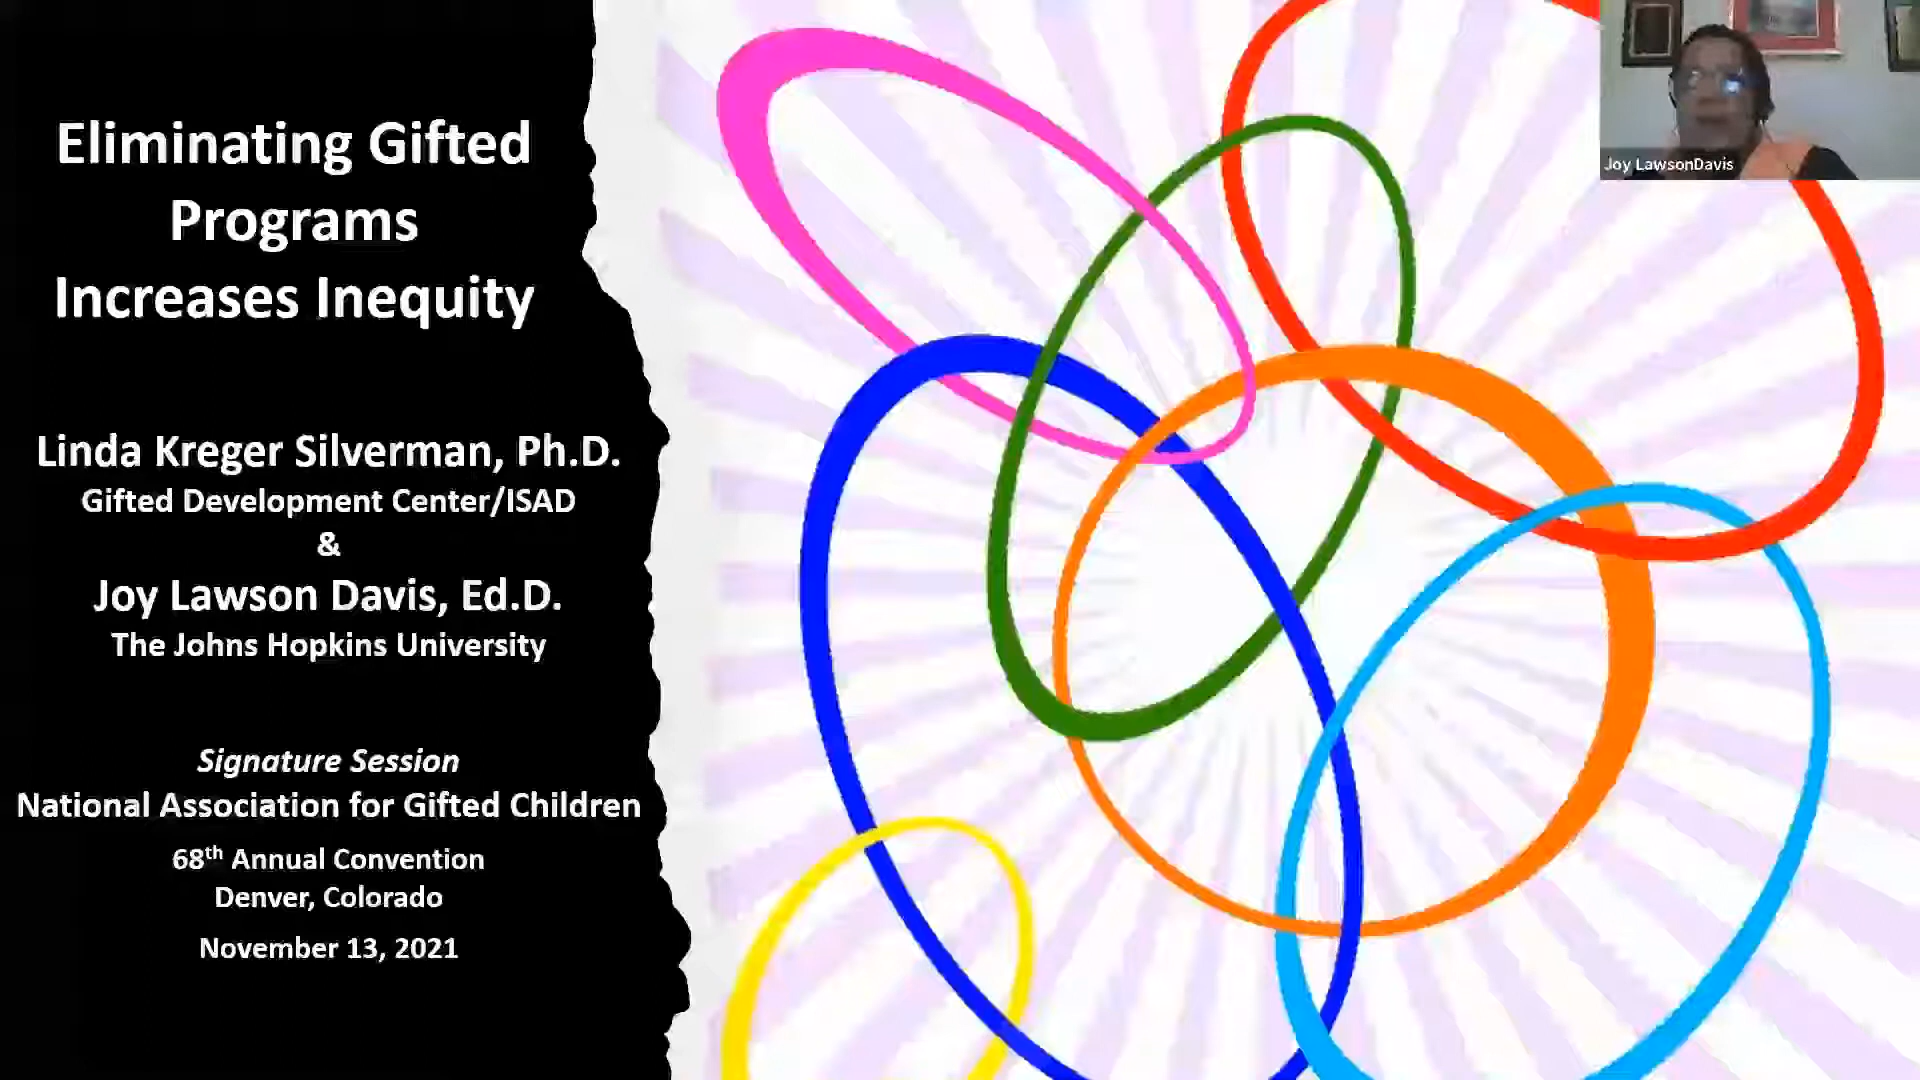 Eliminating Gifted
Programs
Increases Inequity
Linda Kreger Silverman, Ph.D.
Gifted Development Center/ISAD
&
Joy Lawson Davis, Ed.D.
The Johns Hopkins University
Signature Session
National Association for Gifted Children
68th Annual Convention
Denver, Colorado
November 13, 2021
Joy LawsonDavis